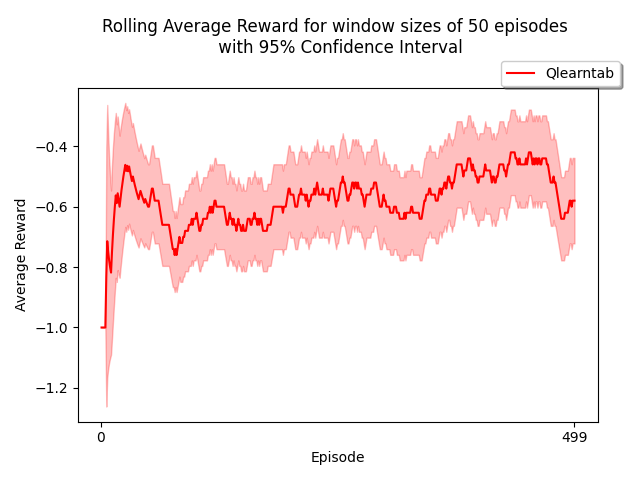 Rolling Average Reward for window sizes of 50 episodes
with 95% Confidence Interval
Qlearntab
Average Reward
−0.4
−0.6
−0.8
−1.0
−1.2
0
499
Episode